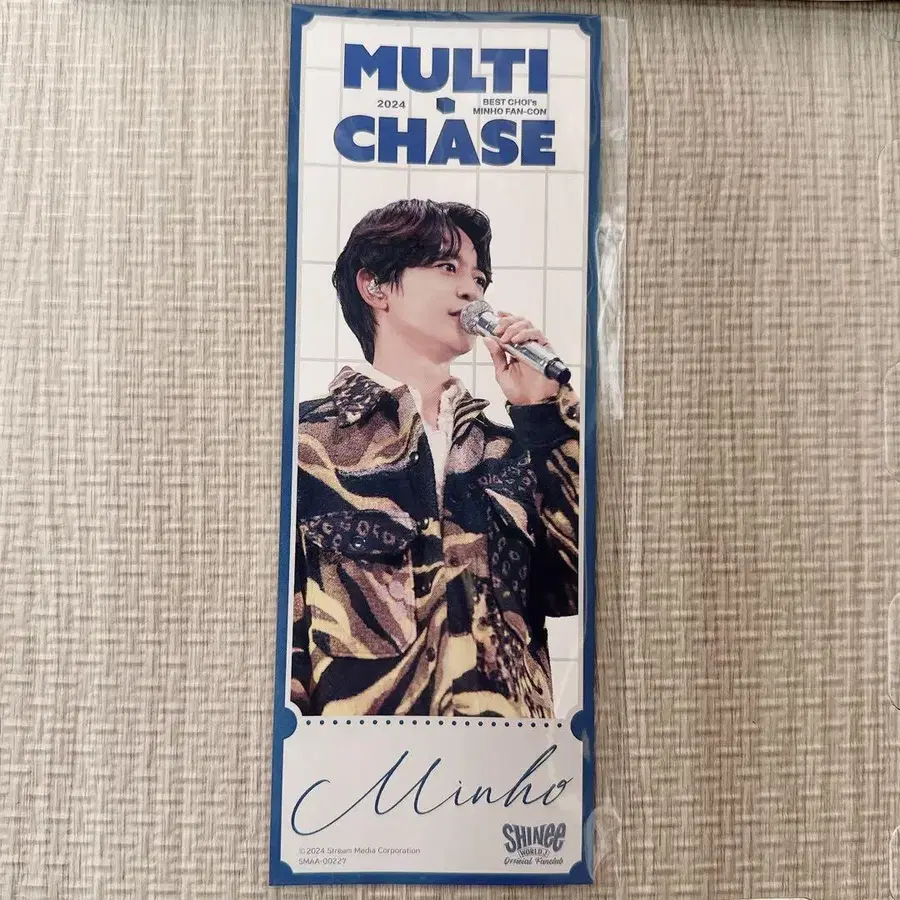 MULTI
2024
BEST CHOI's
MINHO FAN-CON
CHASE
Minho
SHINee
WORLD J
Official Fanclub
©2024 Stream Media Corporation
SMAA-00227